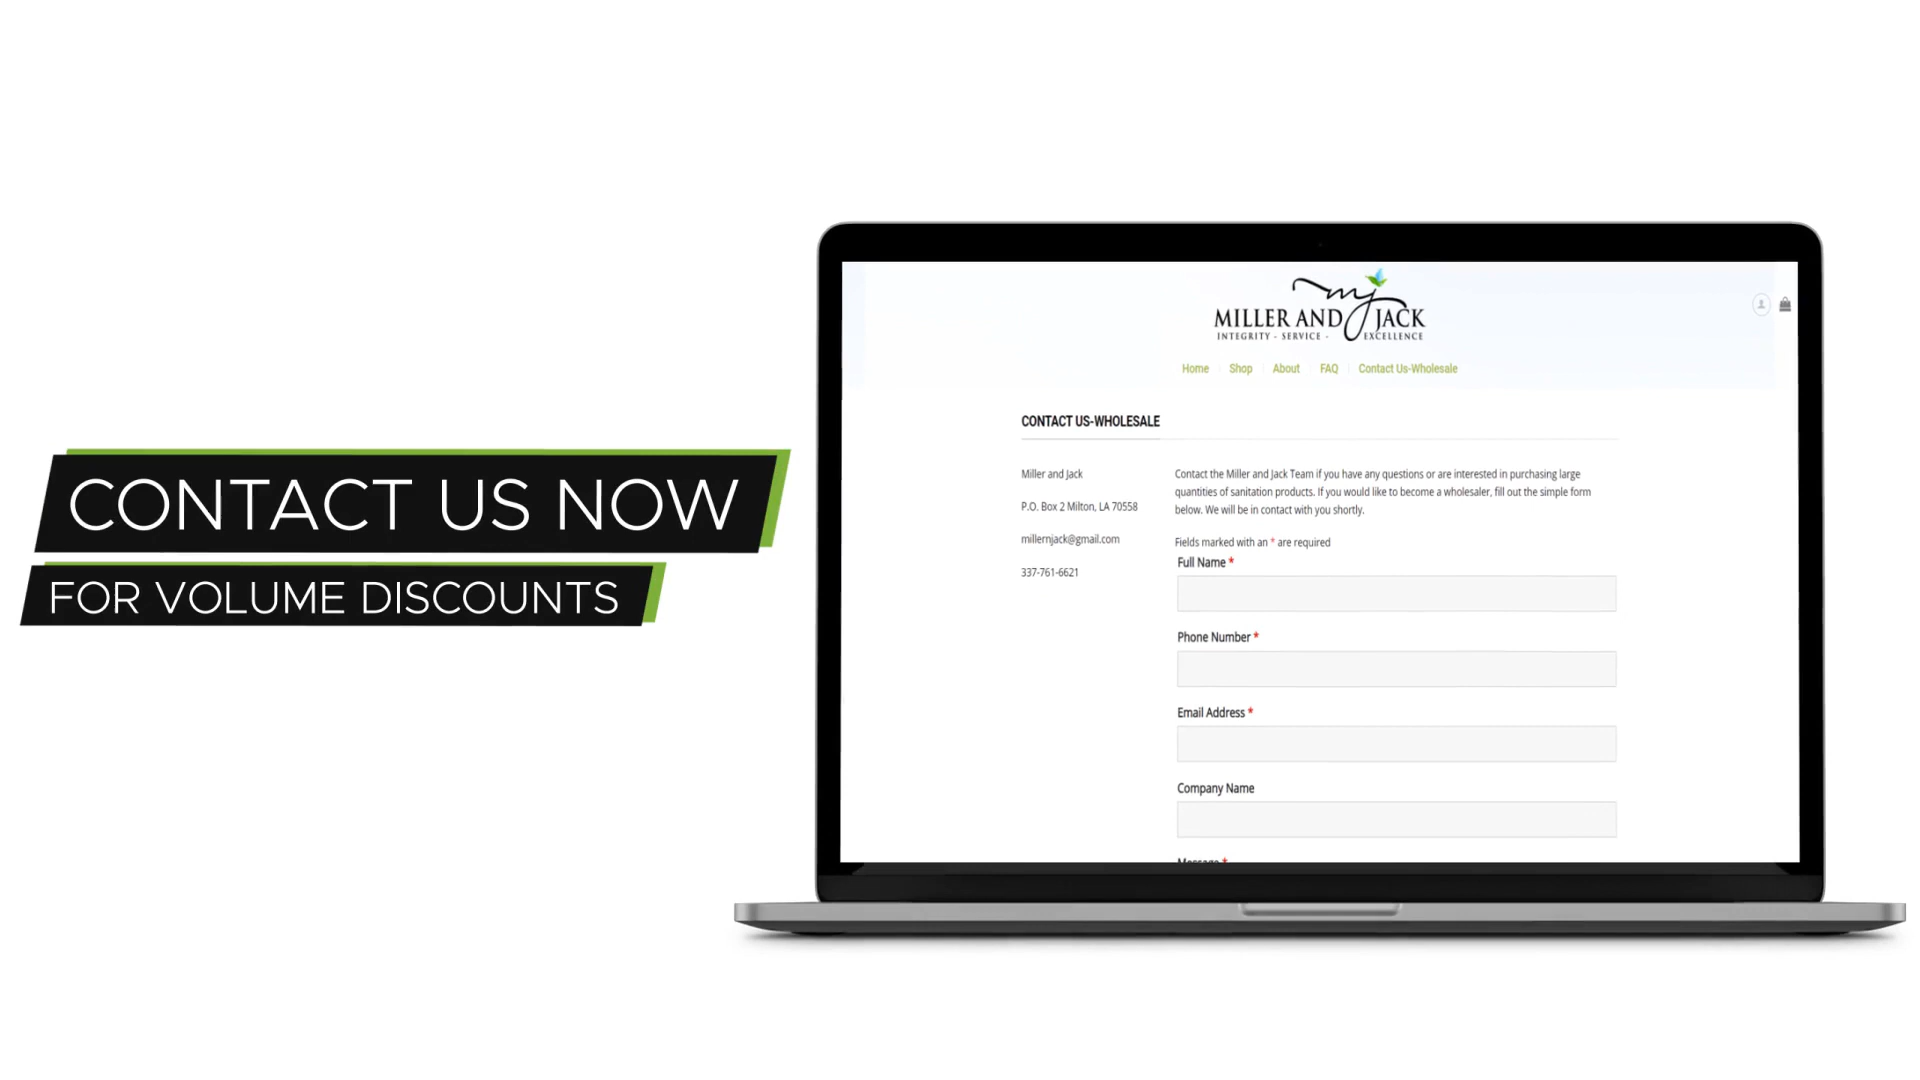 CONTACT US NOW
FOR VOLUME DISCOUNTS
mj
MILLER AND JACK
INTEGRITY - SERVICE - EXCELLENCE
Home Shop About FAQ Contact Us-Wholesale
CONTACT US-WHOLESALE
Miller and Jack
P.O. Box 2 Milton, LA 70558
millernjack@gmail.com
337-761-6621
Contact the Miller and Jack Team if you have any questions or are interested in purchasing large
quantities of sanitation products. If you would like to become a wholesaler, fill out the simple form
below. We will be in contact with you shortly.
Fields marked with an * are required
Full Name *
Phone Number *
Email Address *
Company Name
Message *